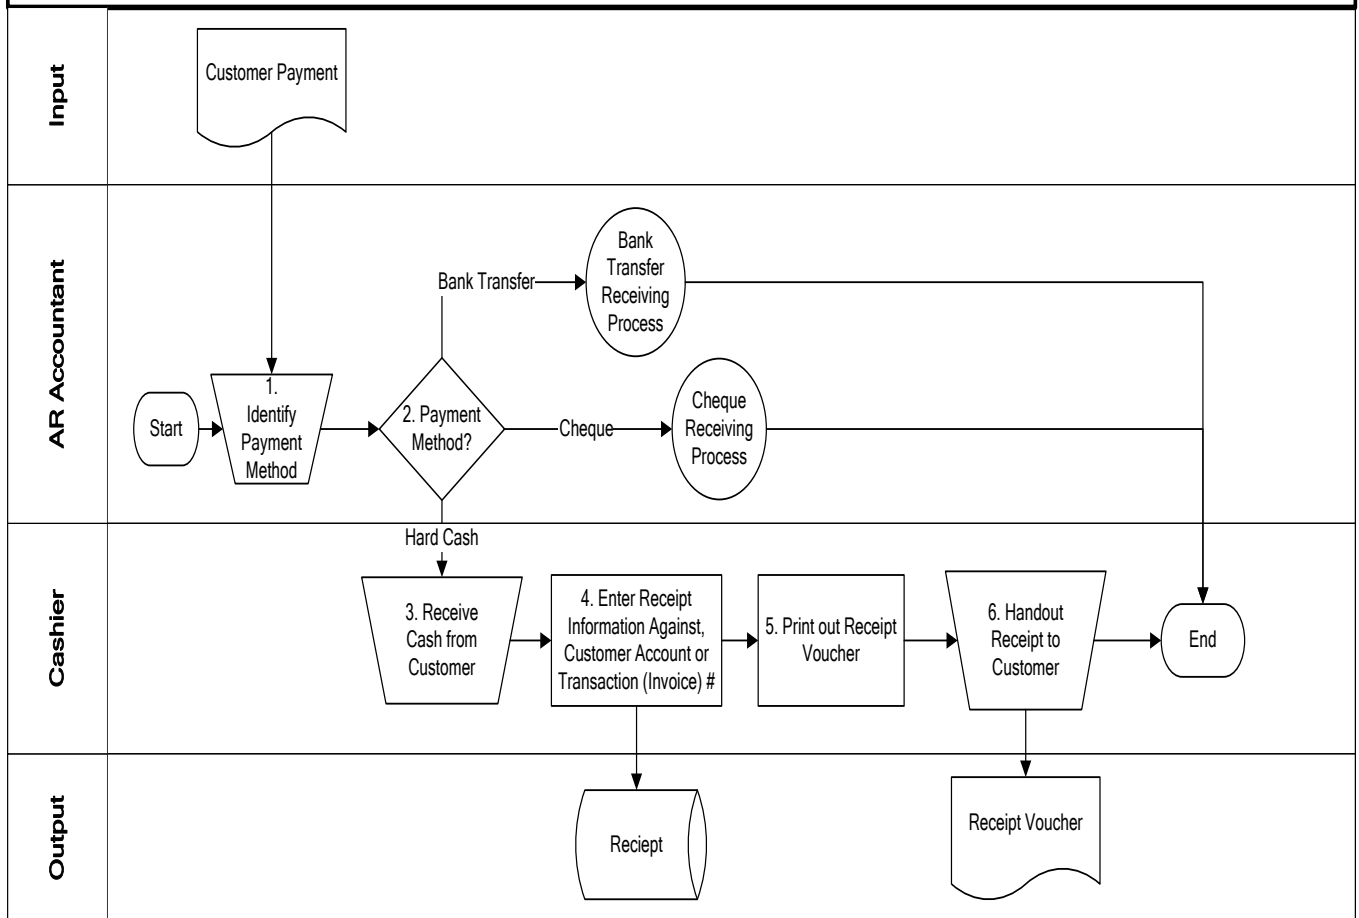 Input
Customer Payment
AR Accountant
Start
1.
Identify
Payment
Method
2. Payment
Method?
Bank Transfer
Bank
Transfer
Receiving
Process
Cheque
Cheque
Receiving
Process
Cashier
Hard Cash
3. Receive
Cash from
Customer
4. Enter Receipt
Information Against,
Customer Account or
Transaction (Invoice) #
5. Print out Receipt
Voucher
6. Handout
Receipt to
Customer
End
Output
Reciept
Receipt Voucher